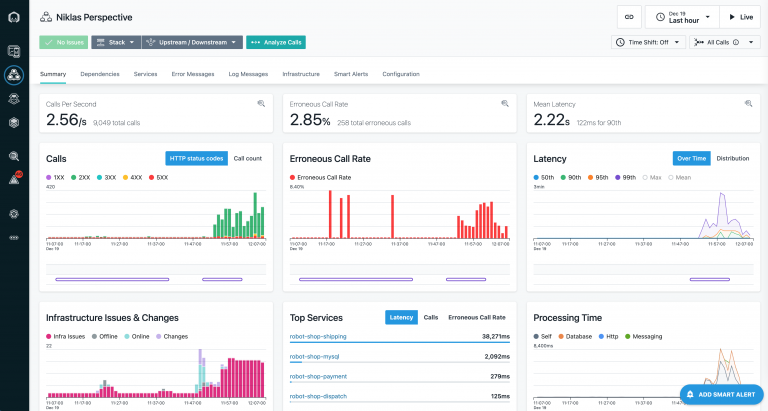 Niklas Perspective
Dec 19
Last hour
Live
No Issues
Stack
Upstream / Downstream
Analyze Calls
Time Shift: Off
All Calls
Summary
Dependencies
Services
Error Messages
Log Messages
Infrastructure
Smart Alerts
Configuration
Calls Per Second
2.56/s 9,049 total calls
Erroneous Call Rate
2.85% 258 total erroneous calls
Mean Latency
2.22s 122ms for 90th
Calls
HTTP status codes
Call count
1XX 2XX 3XX 4XX 5XX
420
11:07:00 11:17:00 11:27:00 11:37:00 11:47:00 11:57:00 12:07:00
Dec 19
Erroneous Call Rate
Erroneous Call Rate
8.40%
11:07:00 11:17:00 11:27:00 11:37:00 11:47:00 11:57:00 12:07:00
Dec 19
Latency
Over Time
Distribution
50th 90th 95th 99th Max Mean
3min
11:07:00 11:17:00 11:27:00 11:37:00 11:47:00 11:57:00 12:07:00
Dec 19
Infrastructure Issues & Changes
Infra Issues Offline Online Changes
22
11:07:00 11:17:00 11:27:00 11:37:00 11:47:00 11:57:00 12:07:00
Dec 19
Top Services
Latency
Calls
Erroneous Call Rate
robot-shop-shipping 38,271ms
robot-shop-mysql 2,092ms
robot-shop-payment 279ms
robot-shop-dispatch 125ms
Processing Time
Self Database Http Messaging
8,400ms
11:07:00 11:17:00 11:27:00 11:37:00 11:47:00
Dec 19
ADD SMART ALERT